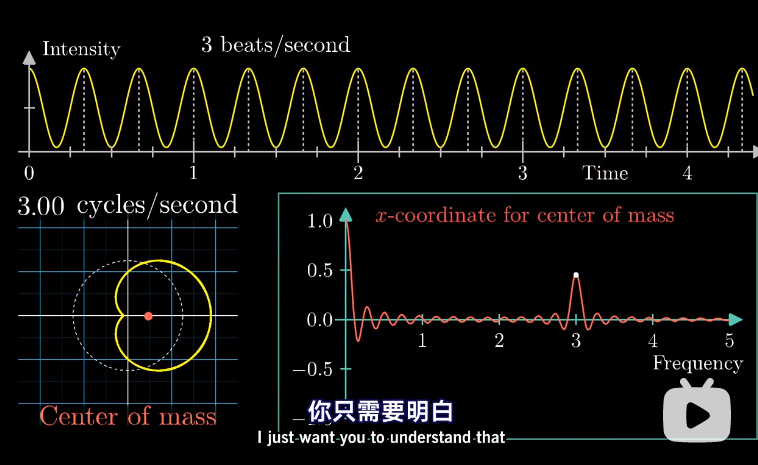 Intensity
3 beats/second
0 1 2 3 Time 4
3.00 cycles/second
x-coordinate for center of mass
1.0
0.5
0.0
1 2 3 4 5
−0.5
Frequency
Center of mass
你只需要明白
I just want you to understand that